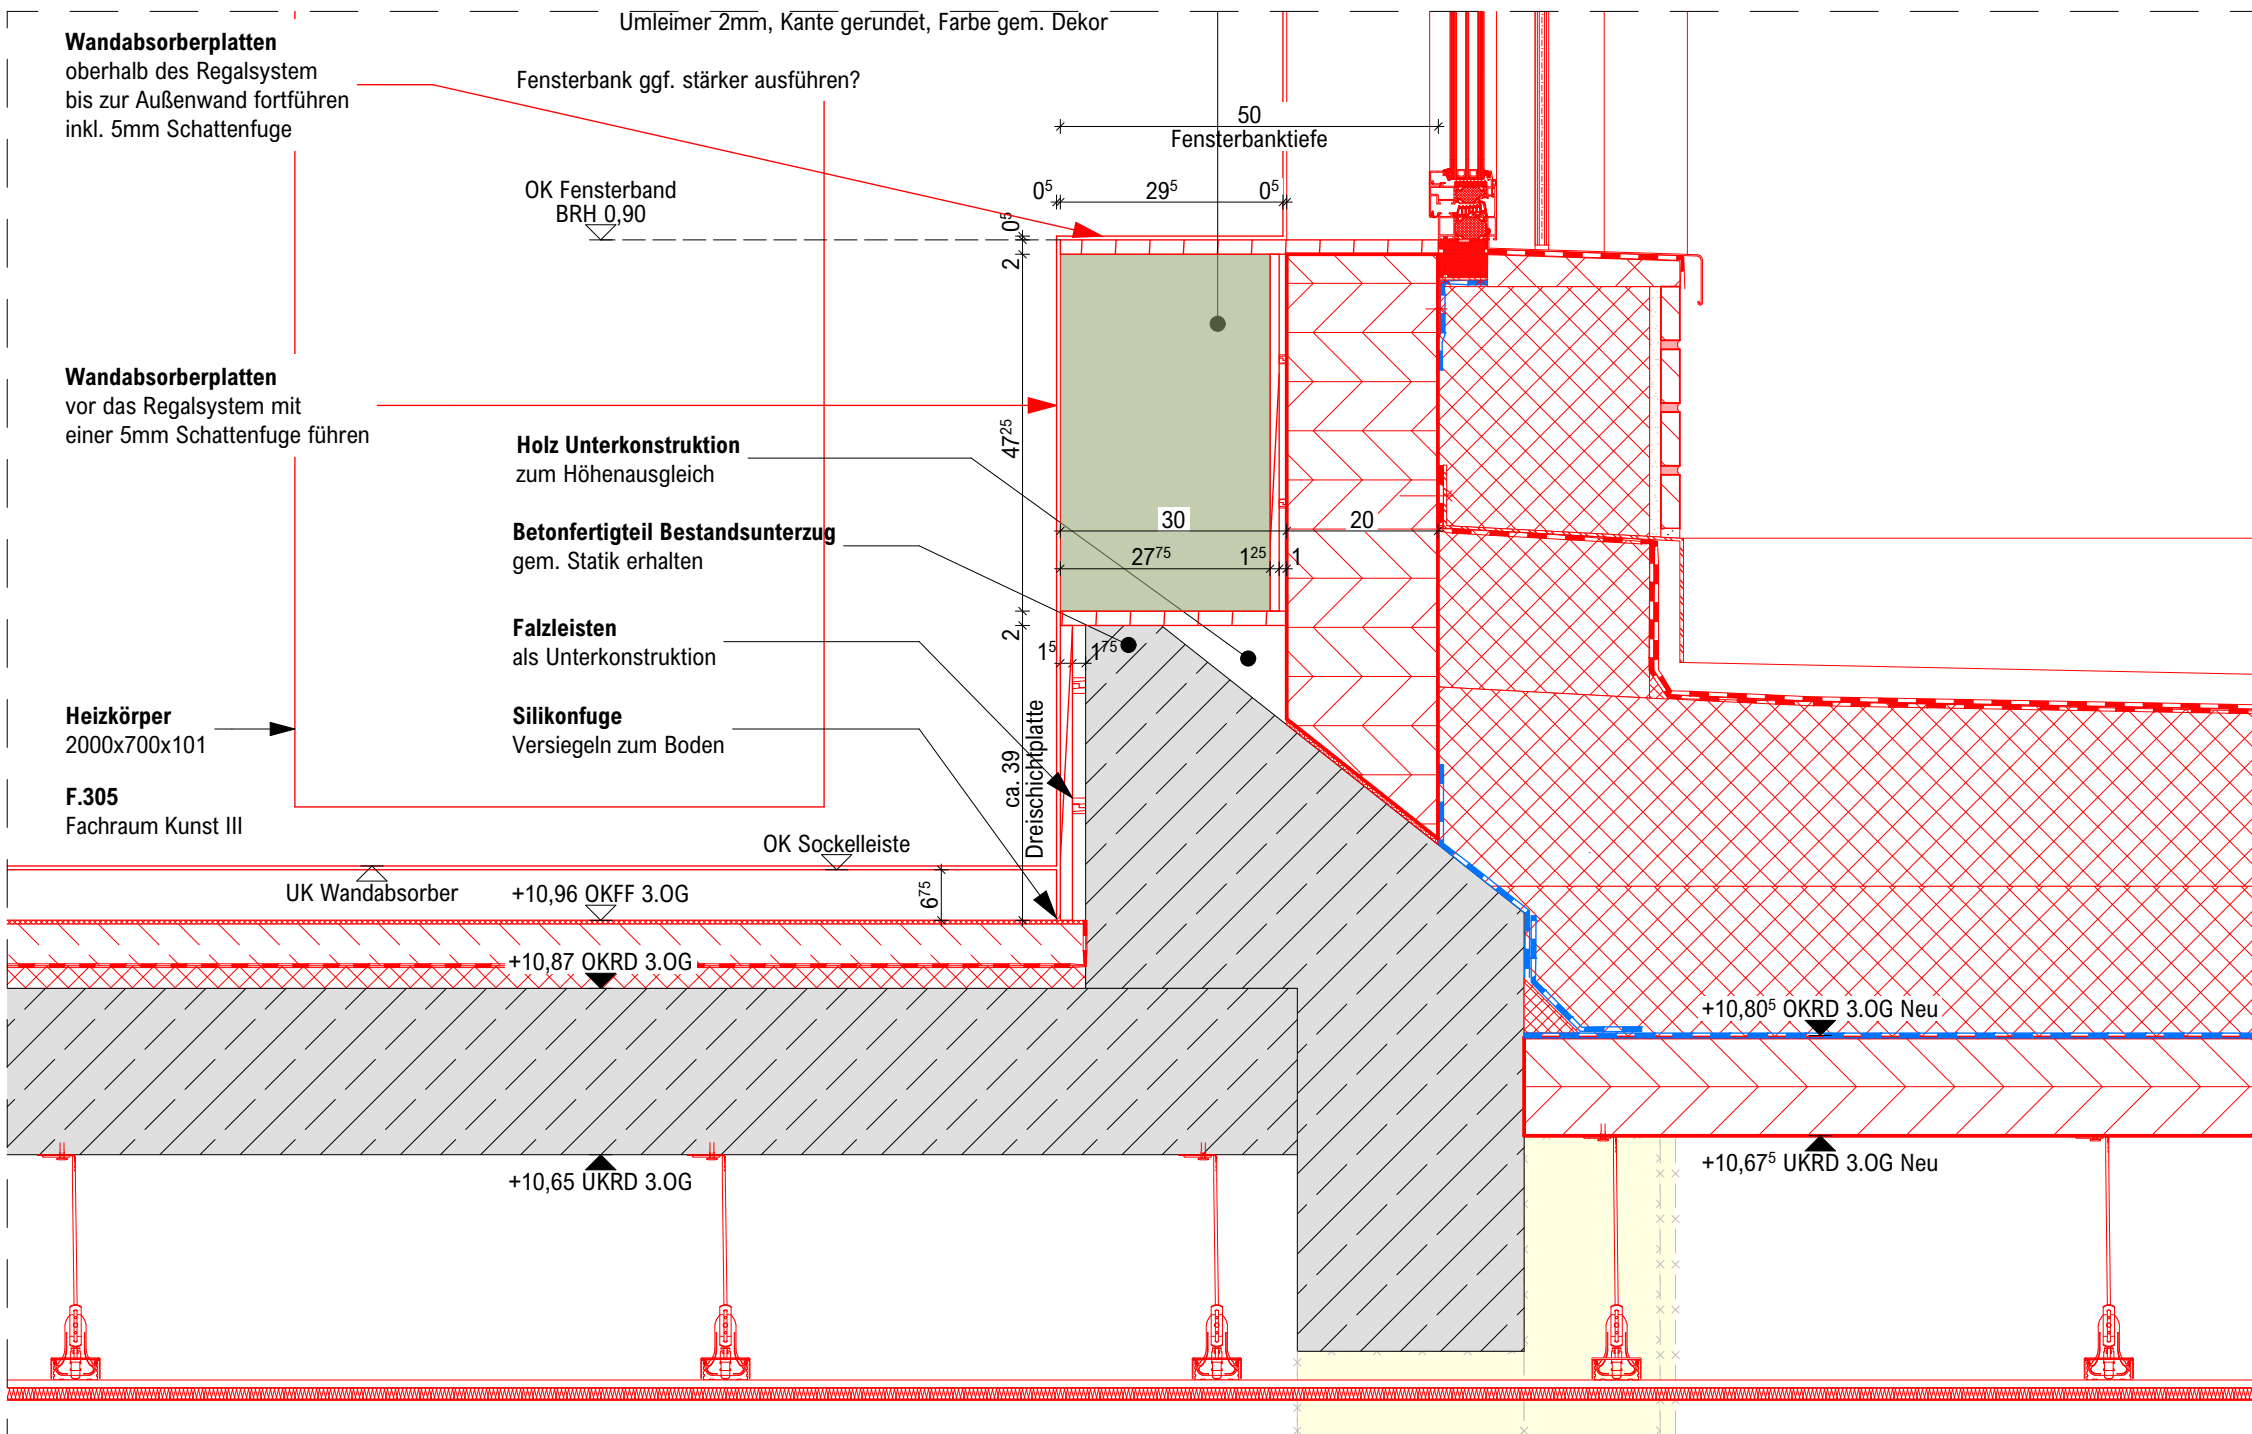 Umleimer 2mm, Kante gerundet, Farbe gem. Dekor
Wandabsorberplatten
oberhalb des Regalsystem
bis zur Außenwand fortführen
inkl. 5mm Schattenfuge
Fensterbank ggf. stärker ausführen?
50
Fensterbanktiefe
OK Fensterband
BRH 0,90
0⁵
29⁵
0⁵
0⁵
2
Wandabsorberplatten
vor das Regalsystem mit
einer 5mm Schattenfuge führen
Holz Unterkonstruktion
zum Höhenausgleich
47²⁵
Betonfertigteil Bestandsunterzug
gem. Statik erhalten
30
20
27⁷⁵
1²⁵
1
Falzleisten
als Unterkonstruktion
2
1⁵
1⁷⁵
Heizkörper
2000x700x101
Silikonfuge
Versiegeln zum Boden
ca. 39
Dreischichtplatte
F.305
Fachraum Kunst III
OK Sockelleiste
UK Wandabsorber
+10,96 OKFF 3.OG
6⁷⁵
+10,87 OKRD 3.OG
+10,80⁵ OKRD 3.OG Neu
+10,65 UKRD 3.OG
+10,67⁵ UKRD 3.OG Neu